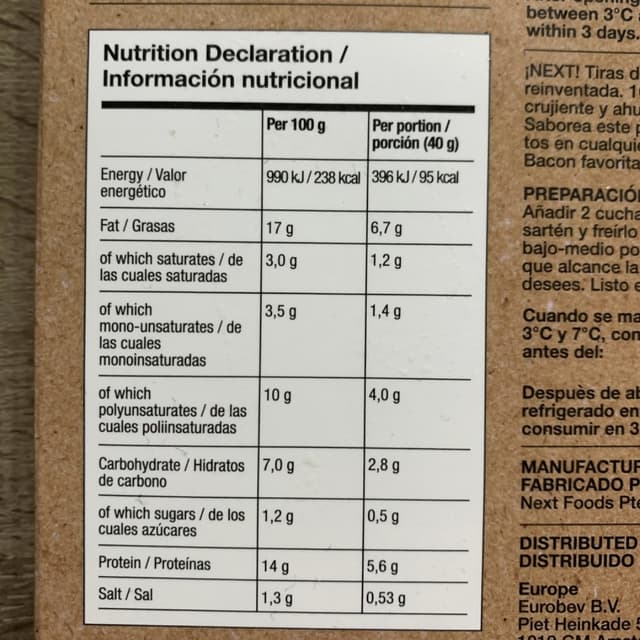 Nutrition Declaration /
Información nutricional
Per 100 g
Per portion /
porción (40 g)
Energy / Valor
energético
990 kJ / 238 kcal
396 kJ / 95 kcal
Fat / Grasas
17 g
6,7 g
of which saturates / de
las cuales saturadas
3,0 g
1,2 g
of which
mono-unsaturates / de
las cuales
monoinsaturadas
3,5 g
1,4 g
of which
polyunsaturates / de las
cuales poliinsaturadas
10 g
4,0 g
Carbohydrate / Hidratos
de carbono
7,0 g
2,8 g
of which sugars / de los
cuales azúcares
1,2 g
0,5 g
Protein / Proteínas
14 g
5,6 g
Salt / Sal
1,3 g
0,53 g
between 3°C
within 3 days.
¡NEXT! Tiras d
reinventada. 1
crujiente y ahu
Saborea este p
tos en cualquie
Bacon favorita
PREPARACIÓ
Añadir 2 cucha
sartén y freírlo
bajo-medio po
que alcance la
desees. Listo e
Cuando se ma
3°C y 7°C, con
antes del:
Despuès de ab
refrigerado en
consumir en 3
MANUFACTUR
FABRICADO P
Next Foods Pte
DISTRIBUTED
DISTRIBUIDO
Europe
Eurobev B.V.
Piet Heinkade